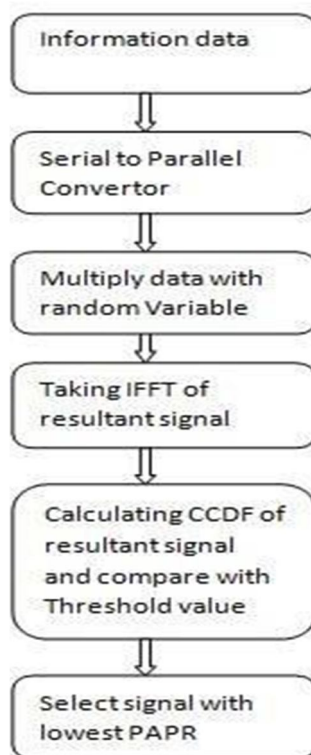 Information data
Serial to Parallel
Convertor
Multiply data with
random Variable
Taking IFFT of
resultant signal
Calculating CCDF of
resultant signal
and compare with
Threshold value
Select signal with
lowest PAPR